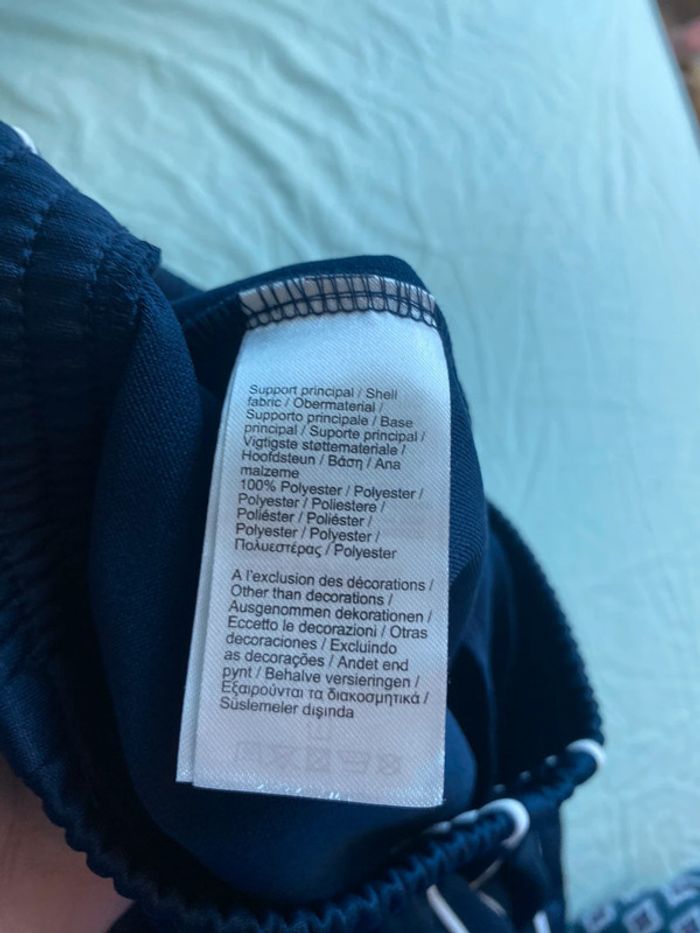 Support principal / Shell
fabric / Obermaterial /
Supporto principale / Base
principal / Suporte principal /
Vigtigste støttemateriale /
Hoofdsteun / Βάση / Ana
malzeme
100% Polyester / Polyester /
Polyester / Poliestere /
Poliéster / Poliéster /
Polyester / Polyester /
Πολυεστέρας / Polyester
A l'exclusion des décorations /
Other than decorations /
Ausgenommen dekorationen /
Eccetto le decorazioni / Otras
decoraciones / Excluindo
as decorações / Andet end
pynt / Behalve versieringen /
Εξαιρούνται τα διακοσμητικά /
Süslemeler dışında